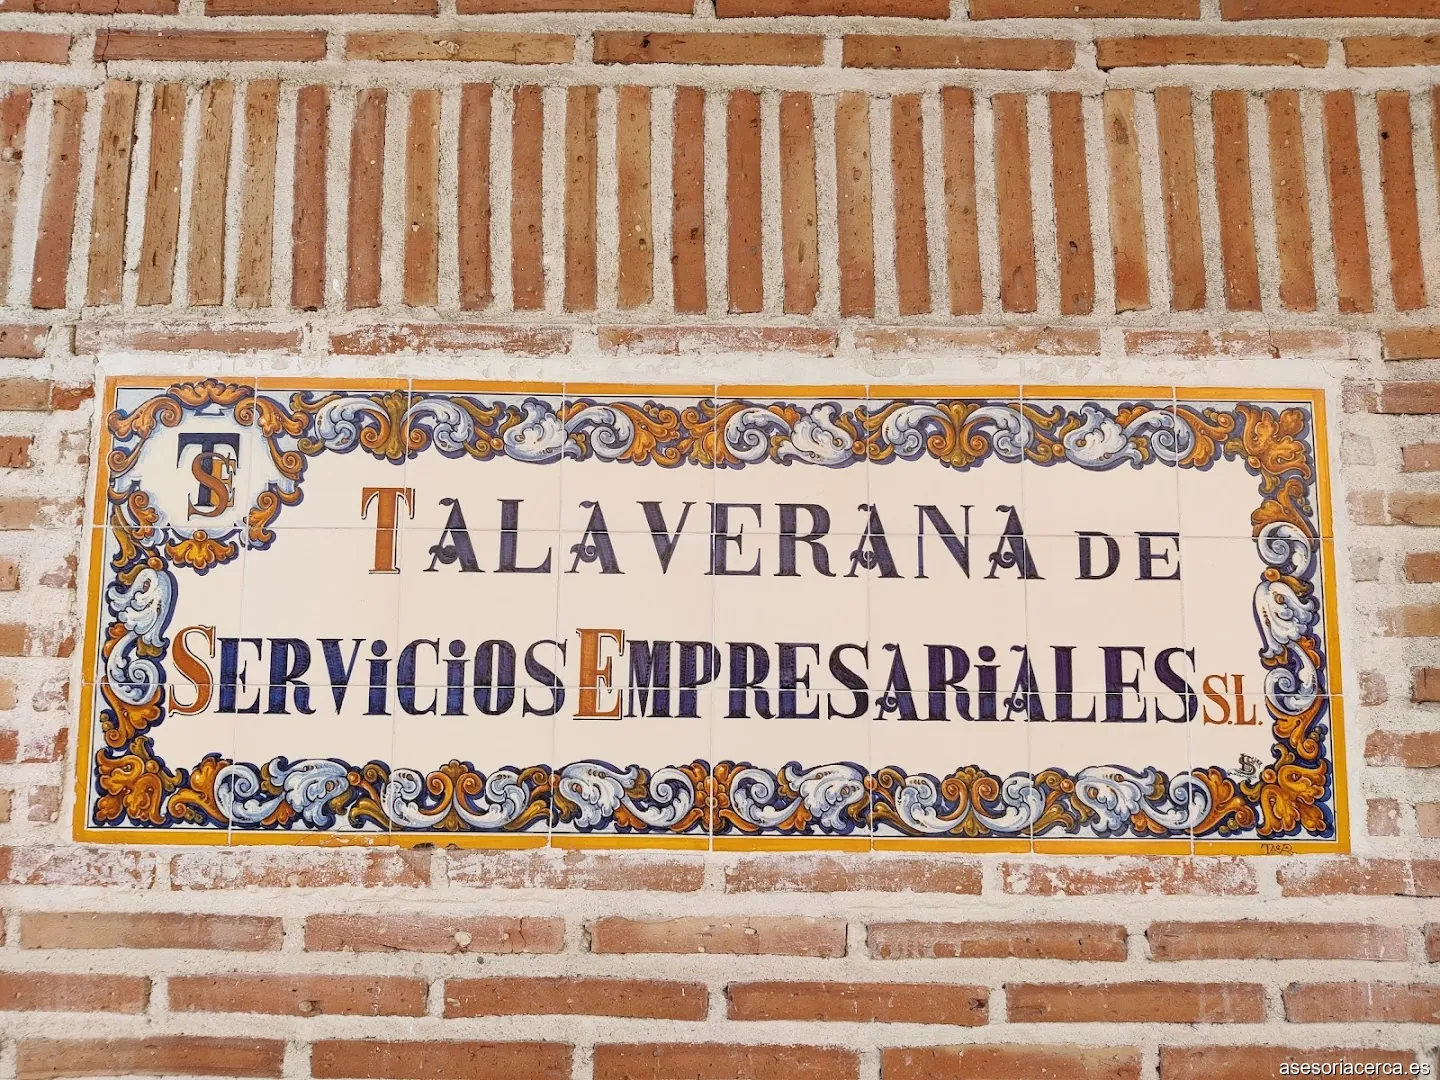 TSE
TALAVERANA DE
SERViCiOS EMPRESARiALES S.L.
asesoriacerca.es